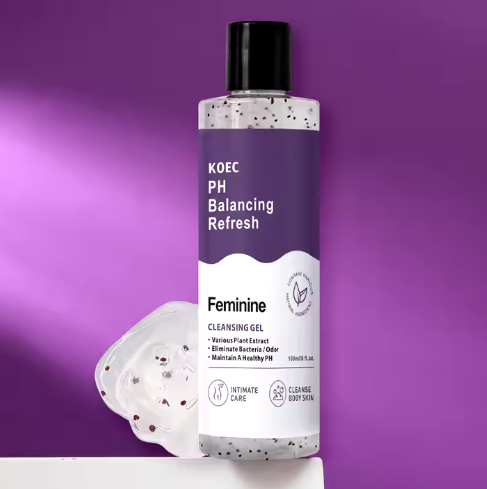 KOEC
PH
Balancing
Refresh
Feminine
CLEANSING GEL
• Various Plant Extract
• Eliminate Bacteria / Odor
• Maintain A Healthy PH
INTIMATE
CARE
CLEANSE
BODY SKIN